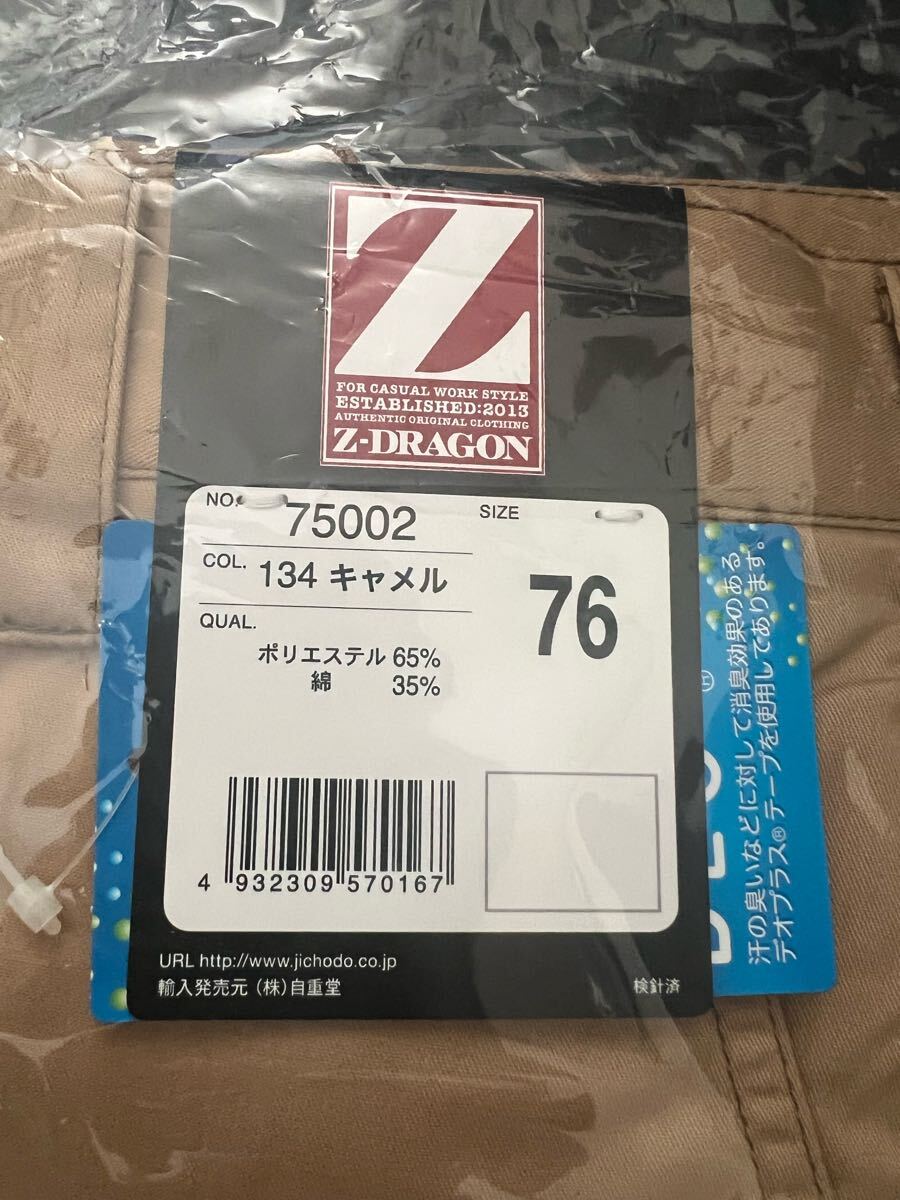 Z
FOR CASUAL WORK STYLE
ESTABLISHED:2013
AUTHENTIC ORIGINAL CLOTHING
Z-DRAGON
NO. 75002
SIZE
76
COL. 134 キャメル
QUAL.
ポリエステル 65%
綿 35%
4 932309 570167
URL http://www.jichodo.co.jp
輸入発売元 (株)自重堂
検針済
汗の臭いなどに対して消臭効果のある
デオプラス®テープを使用してあります。